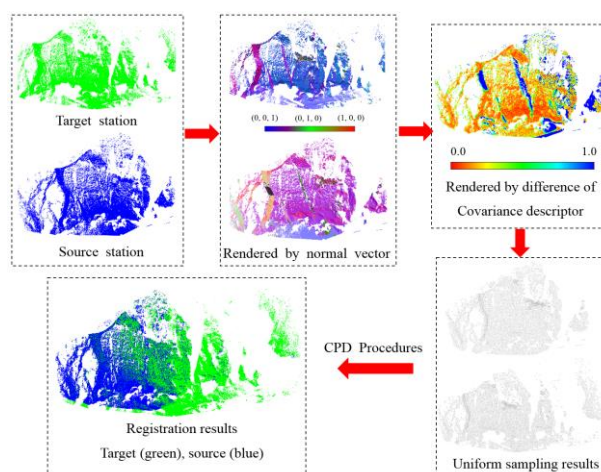 Target station
Source station
(0, 0, 1) (0, 1, 0) (1, 0, 0)
Rendered by normal vector
0.0 1.0
Rendered by difference of
Covariance descriptor
Uniform sampling results
CPD Procedures
Registration results
Target (green), source (blue)